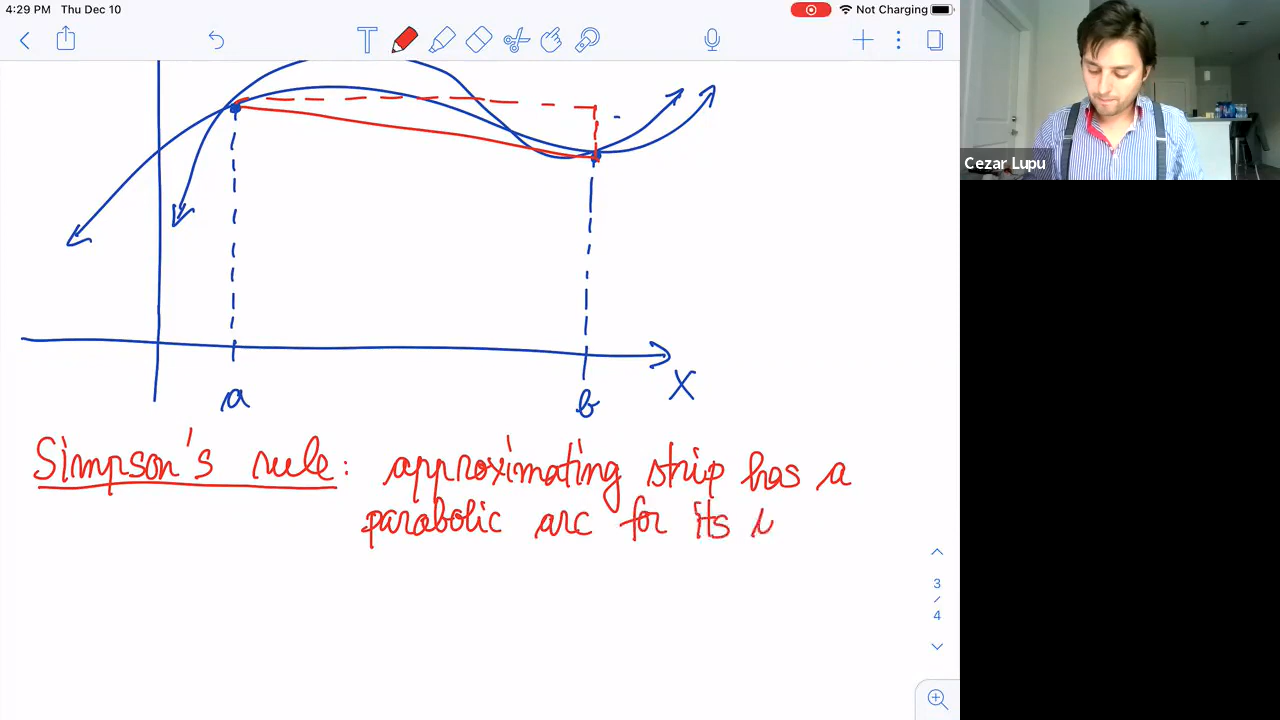 4:29 PM Thu Dec 10
Not Charging
T
Cezar Lupu
a
b
X
Simpson's rule: approximating strip has a
parabolic arc for its
3
/
4